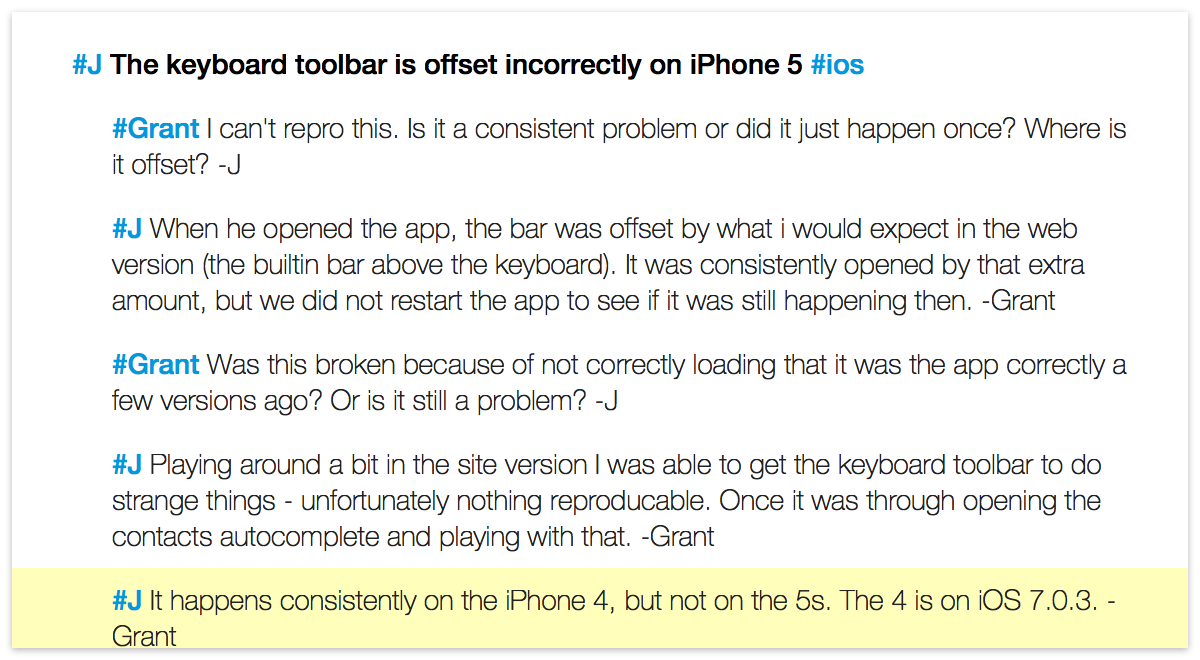 #J The keyboard toolbar is offset incorrectly on iPhone 5 #ios
#Grant I can't repro this. Is it a consistent problem or did it just happen once? Where is
it offset? -J
#J When he opened the app, the bar was offset by what i would expect in the web
version (the builtin bar above the keyboard). It was consistently opened by that extra
amount, but we did not restart the app to see if it was still happening then. -Grant
#Grant Was this broken because of not correctly loading that it was the app correctly a
few versions ago? Or is it still a problem? -J
#J Playing around a bit in the site version I was able to get the keyboard toolbar to do
strange things - unfortunately nothing reproducable. Once it was through opening the
contacts autocomplete and playing with that. -Grant
#J It happens consistently on the iPhone 4, but not on the 5s. The 4 is on iOS 7.0.3. -
Grant